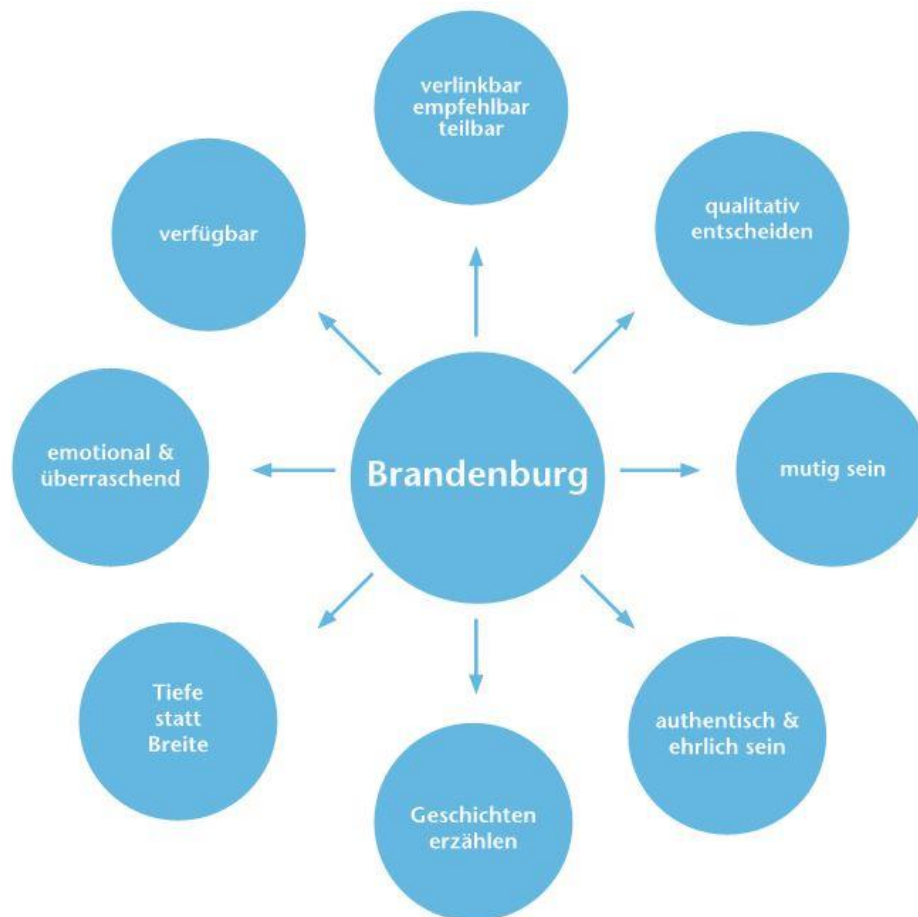 verlinkbar
empfehlbar
teilbar
qualitativ
entscheiden
verfügbar
emotional &
überraschend
Brandenburg
mutig sein
Tiefe
statt
Breite
authentisch &
ehrlich sein
Geschichten
erzählen